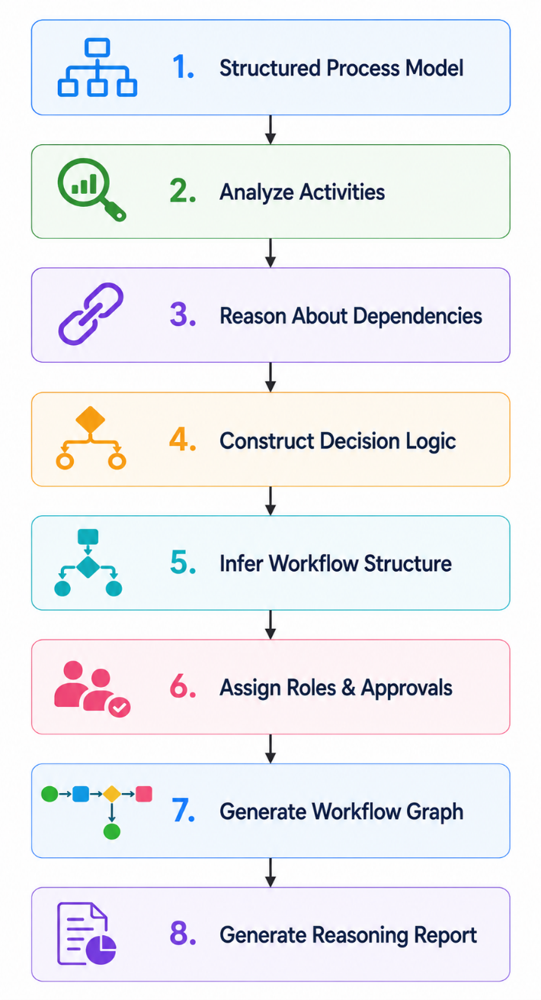 1. Structured Process Model
2. Analyze Activities
3. Reason About Dependencies
4. Construct Decision Logic
5. Infer Workflow Structure
6. Assign Roles & Approvals
7. Generate Workflow Graph
8. Generate Reasoning Report